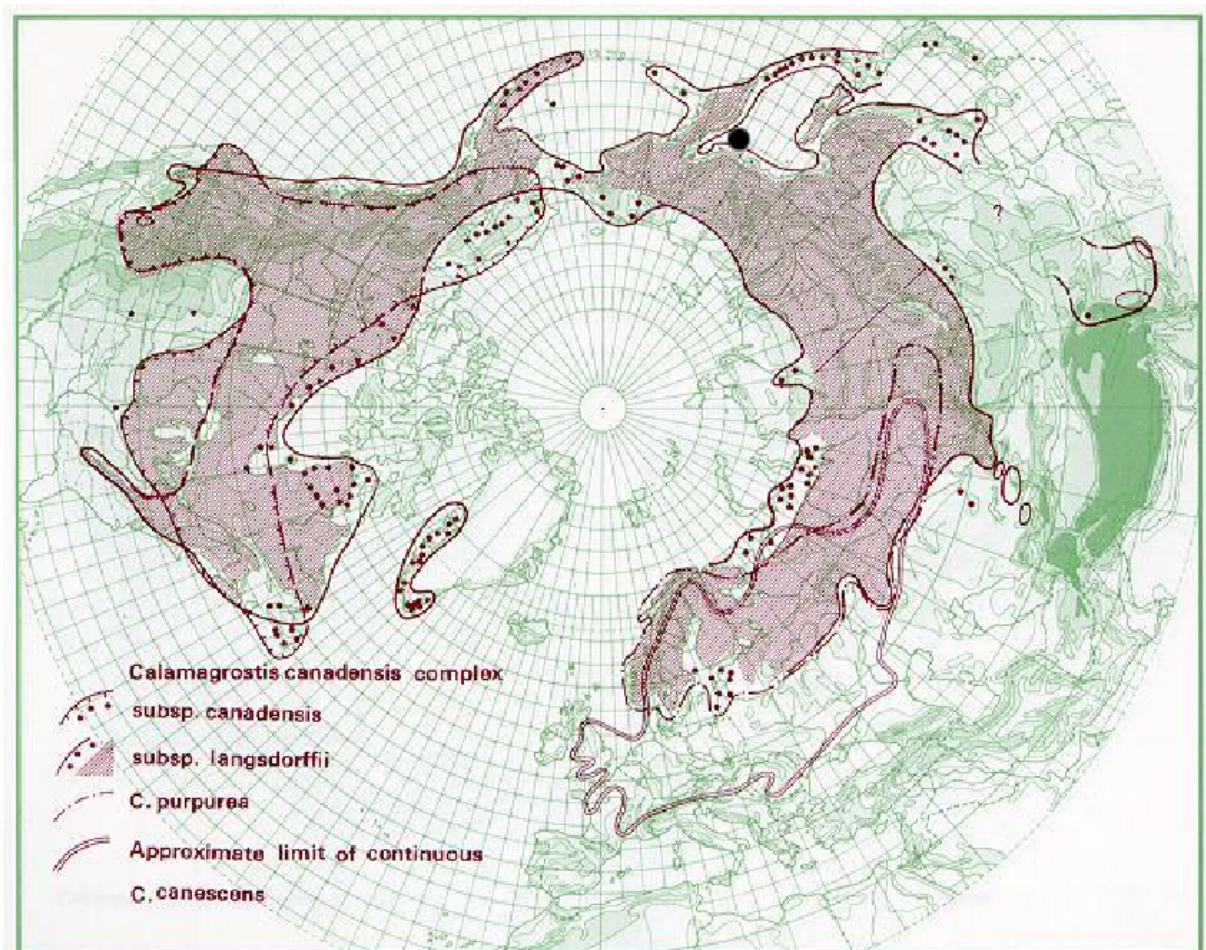 ?
Calamagrostis canadensis complex
subsp. canadensis
subsp. langsdorffii
C. purpurea
Approximate limit of continuous
C. canescens